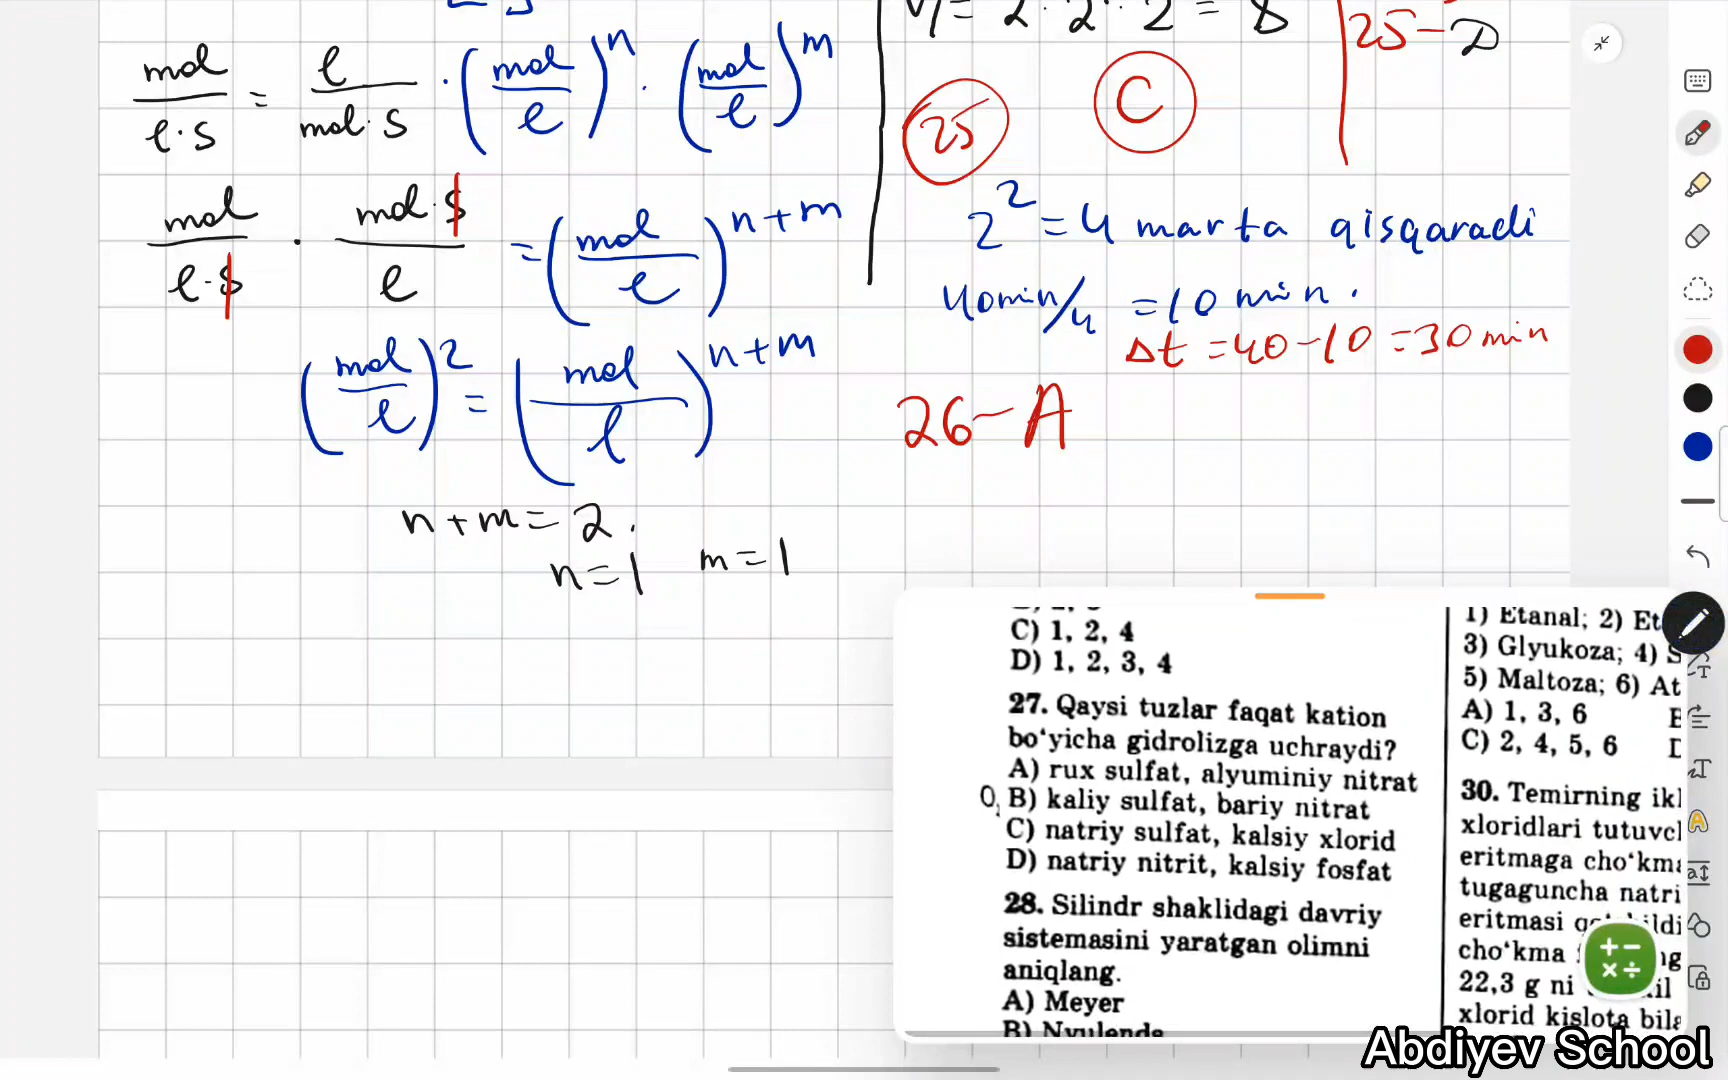 mol/l·s = l/mol·s · (mol/l)^n · (mol/l)^m
mol/l·s · mol·s/l = (mol/l)^n+m
(mol/l)^2 = (mol/l)^n+m
n+m=2.
n=1 m=1
25-D
25
C
2^2 = 4 marta qisqaradi
40min/4 = 10 min.
Δt = 40-10 = 30 min
26-A
C) 1, 2, 4
D) 1, 2, 3, 4
27. Qaysi tuzlar faqat kation
bo‘yicha gidrolizga uchraydi?
A) rux sulfat, alyuminiy nitrat
B) kaliy sulfat, bariy nitrat
C) natriy sulfat, kalsiy xlorid
D) natriy nitrit, kalsiy fosfat
28. Silindr shaklidagi davriy
sistemasini yaratgan olimni
aniqlang.
A) Meyer
1) Etanal; 2) Et
3) Glyukoza; 4) S
5) Maltoza; 6) At
A) 1, 3, 6
C) 2, 4, 5, 6
30. Temirning ikl
xloridlari tutuvcl
eritmaga cho‘kma
tugaguncha natri
eritmasi
cho‘kma
22,3 g ni
xlorid kislota bila
Abdiyev School